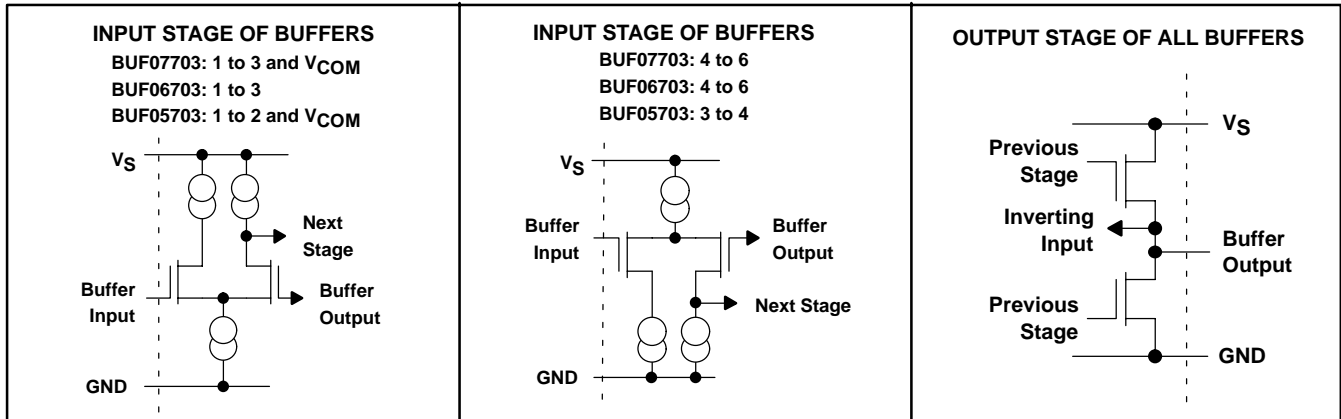 INPUT STAGE OF BUFFERS
BUF07703: 1 to 3 and VCOM
BUF06703: 1 to 3
BUF05703: 1 to 2 and VCOM
VS
Next
Stage
Buffer
Input
Buffer
Output
GND
INPUT STAGE OF BUFFERS
BUF07703: 4 to 6
BUF06703: 4 to 6
BUF05703: 3 to 4
VS
Buffer
Input
Buffer
Output
Next Stage
GND
OUTPUT STAGE OF ALL BUFFERS
VS
Previous
Stage
Inverting
Input
Buffer
Output
Previous
Stage
GND